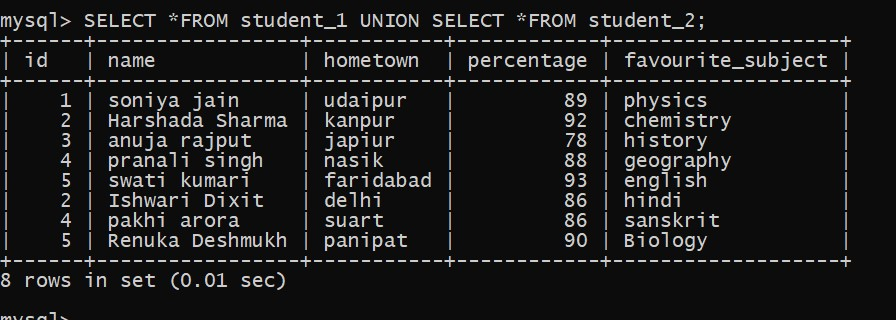 mysql> SELECT *FROM student_1 UNION SELECT *FROM student_2;
+------+-----------------+-----------+------------+-------------------+
| id   | name            | hometown  | percentage | favourite_subject |
+------+-----------------+-----------+------------+-------------------+
|    1 | soniya jain     | udaipur   |         89 | physics           |
|    2 | Harshada Sharma | kanpur    |         92 | chemistry         |
|    3 | anuja rajput    | japiur    |         78 | history           |
|    4 | pranali singh   | nasik     |         88 | geography         |
|    5 | swati kumari    | faridabad |         93 | english           |
|    2 | Ishwari Dixit   | delhi     |         86 | hindi             |
|    4 | pakhi arora     | suart     |         86 | sanskrit          |
|    5 | Renuka Deshmukh | panipat   |         90 | Biology           |
+------+-----------------+-----------+------------+-------------------+
8 rows in set (0.01 sec)
mysql>